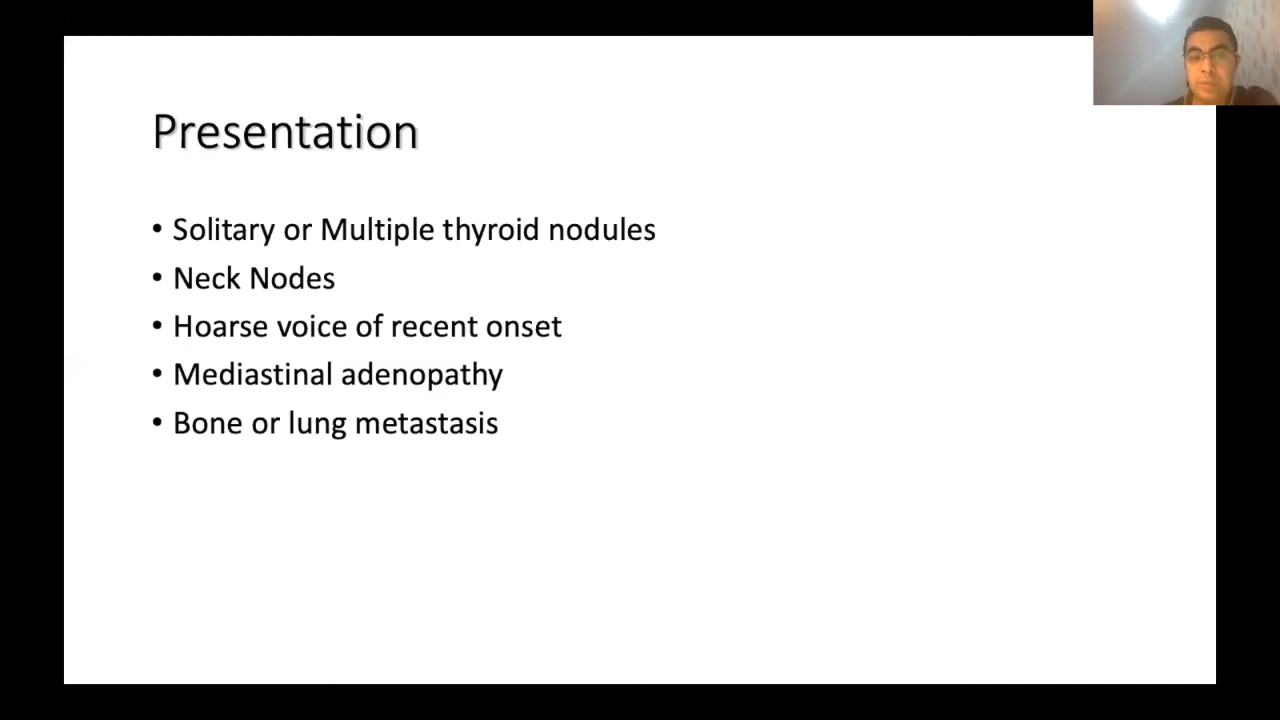 Presentation
• Solitary or Multiple thyroid nodules
• Neck Nodes
• Hoarse voice of recent onset
• Mediastinal adenopathy
• Bone or lung metastasis